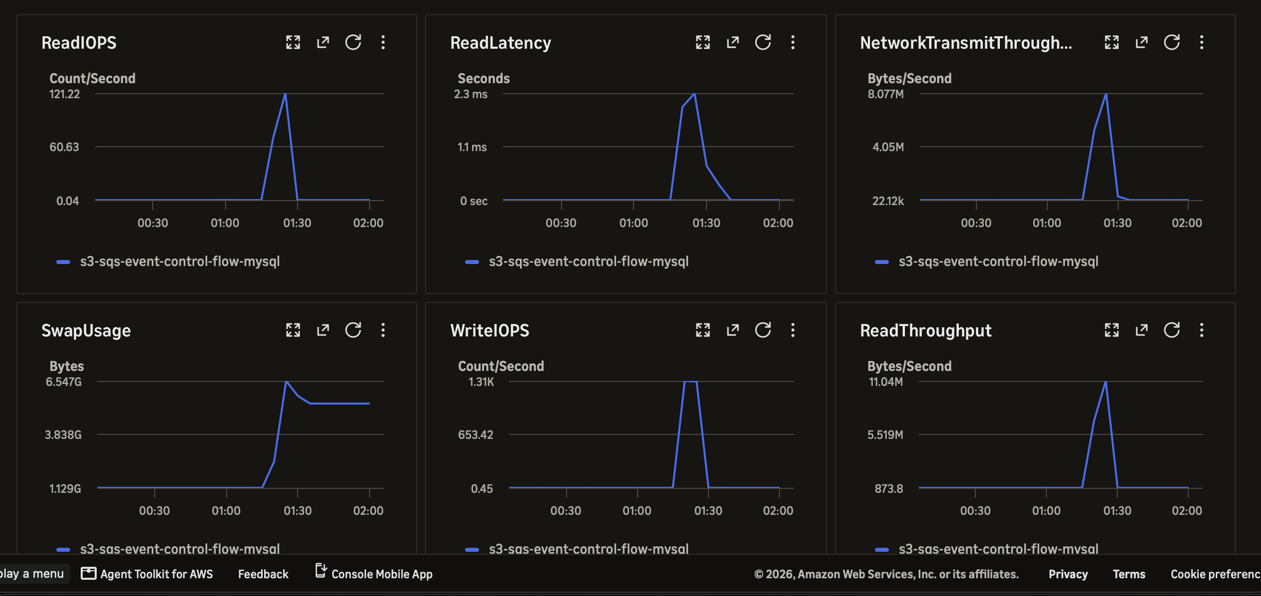 ReadIOPS
Count/Second
121.22
60.63
0.04
00:30 01:00 01:30 02:00
s3-sqs-event-control-flow-mysql
ReadLatency
Seconds
2.3 ms
1.1 ms
0 sec
00:30 01:00 01:30 02:00
s3-sqs-event-control-flow-mysql
NetworkTransmitThrough...
Bytes/Second
8.077M
4.05M
22.12k
00:30 01:00 01:30 02:00
s3-sqs-event-control-flow-mysql
SwapUsage
Bytes
6.547G
3.838G
1.129G
00:30 01:00 01:30 02:00
s3-sqs-event-control-flow-mysql
WriteIOPS
Count/Second
1.31K
653.42
0.45
00:30 01:00 01:30 02:00
s3-sqs-event-control-flow-mysql
ReadThroughput
Bytes/Second
11.04M
5.519M
873.8
00:30 01:00 01:30 02:00
s3-sqs-event-control-flow-mysql
play a menu Agent Toolkit for AWS Feedback Console Mobile App © 2026, Amazon Web Services, Inc. or its affiliates. Privacy Terms Cookie preferenc